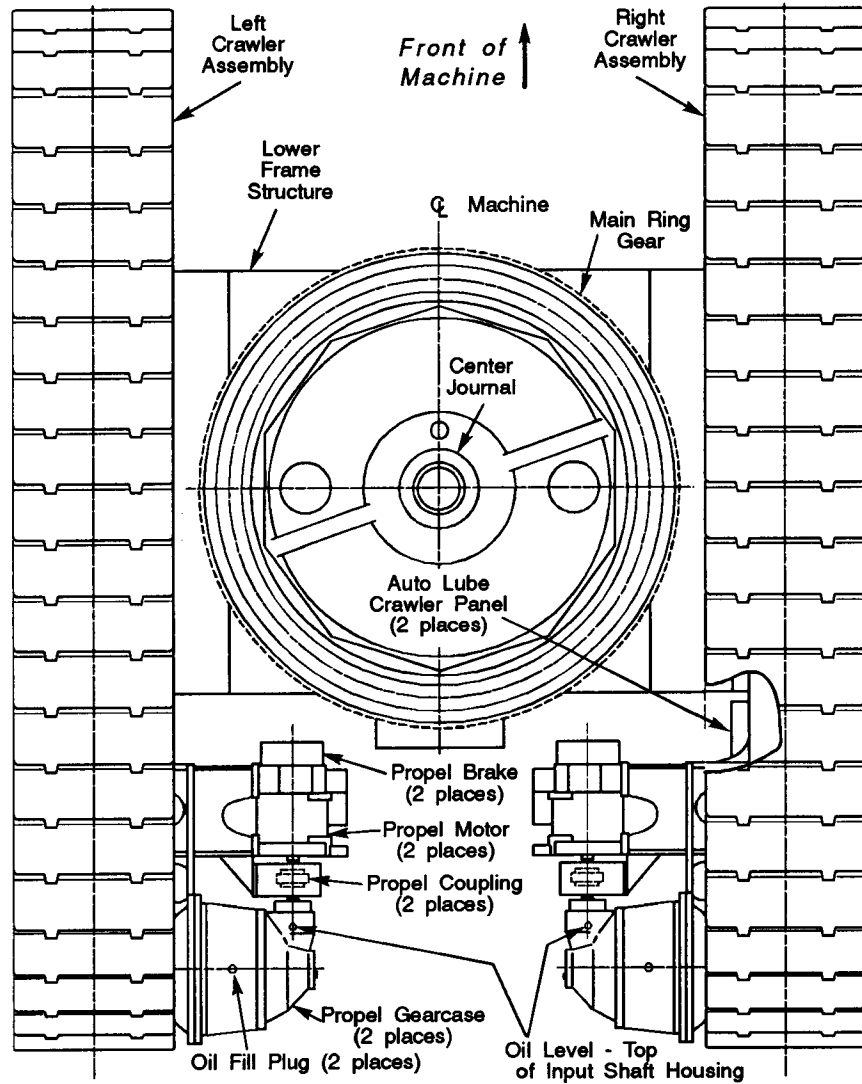 Left
Crawler
Assembly
Front of
Machine
Right
Crawler
Assembly
Lower
Frame
Structure
℄ Machine
Main Ring
Gear
Center
Journal
Auto Lube
Crawler Panel
(2 places)
Propel Brake
(2 places)
Propel Motor
(2 places)
Propel Coupling
(2 places)
Propel Gearcase
(2 places)
Oil Fill Plug (2 places)
Oil Level - Top
of Input Shaft Housing